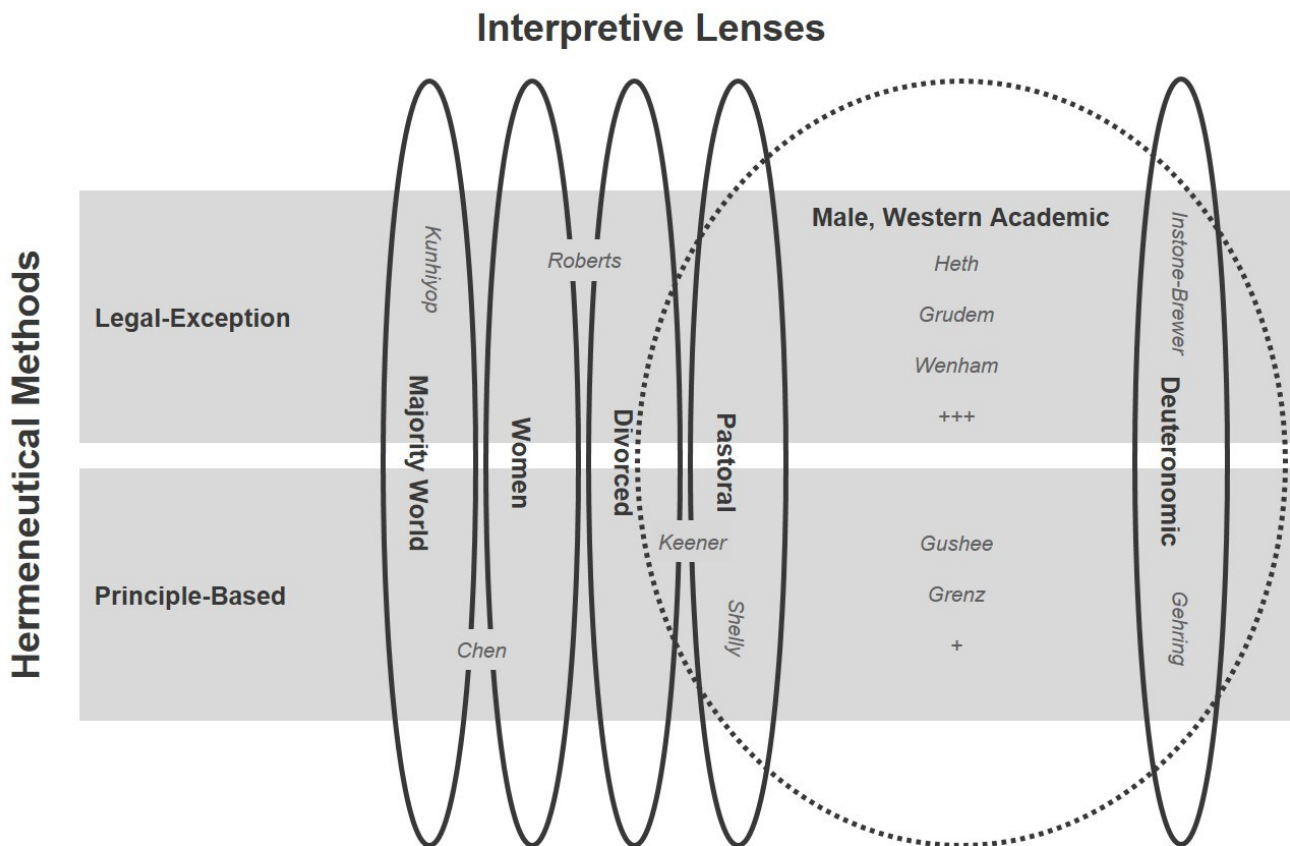 Interpretive Lenses
Hermeneutical Methods
Legal-Exception
Principle-Based
Majority World
Women
Divorced
Pastoral
Male, Western Academic
Deuteronomic
Kunhiyop
Roberts
Heth
Grudem
Wenham
+++
Instone-Brewer
Chen
Keener
Shelly
Gushee
Grenz
+
Gehring